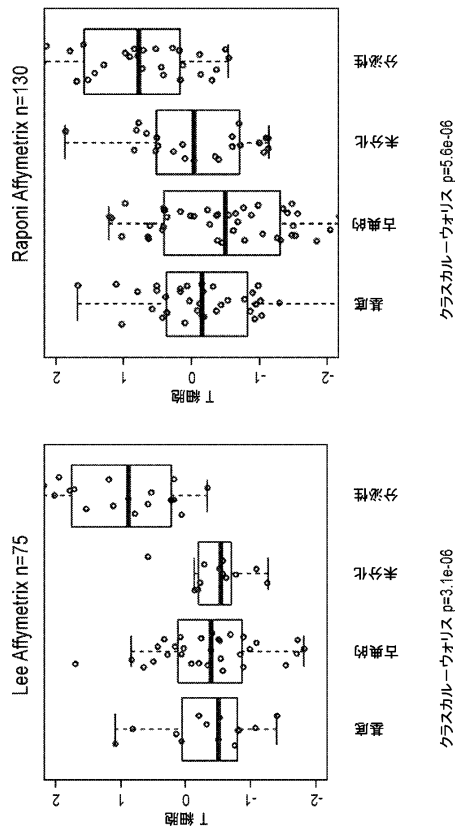 Lee Affymetrix n=75
T 細胞
2
1
0
-1
-2
基底
古典的
未分化
分泌性
クラスカルーウォリス p=3.1e-06
Raponi Affymetrix n=130
T 細胞
2
1
0
-1
-2
基底
古典的
未分化
分泌性
クラスカルーウォリス p=5.6e-06